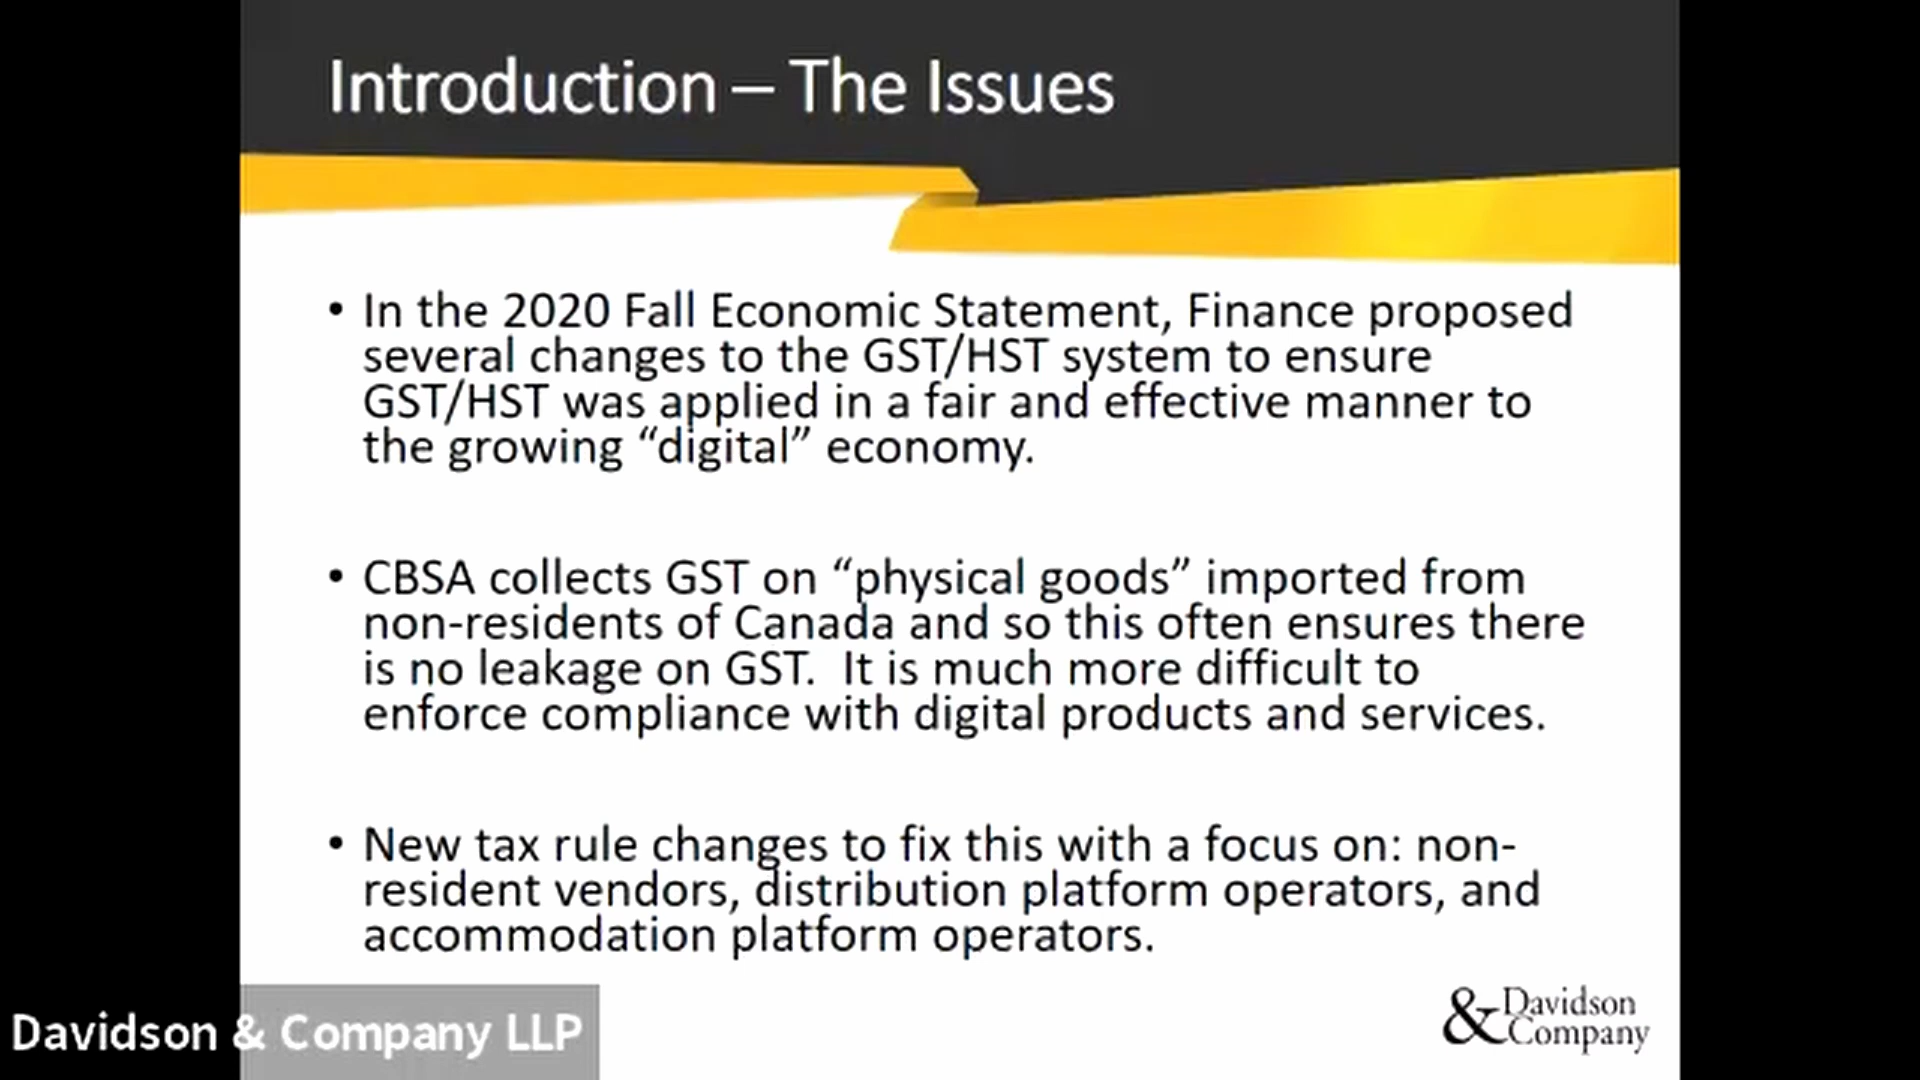 Introduction – The Issues
• In the 2020 Fall Economic Statement, Finance proposed
several changes to the GST/HST system to ensure
GST/HST was applied in a fair and effective manner to
the growing “digital” economy.
• CBSA collects GST on “physical goods” imported from
non-residents of Canada and so this often ensures there
is no leakage on GST.  It is much more difficult to
enforce compliance with digital products and services.
• New tax rule changes to fix this with a focus on: non-
resident vendors, distribution platform operators, and
accommodation platform operators.
Davidson & Company LLP
& Davidson
Company